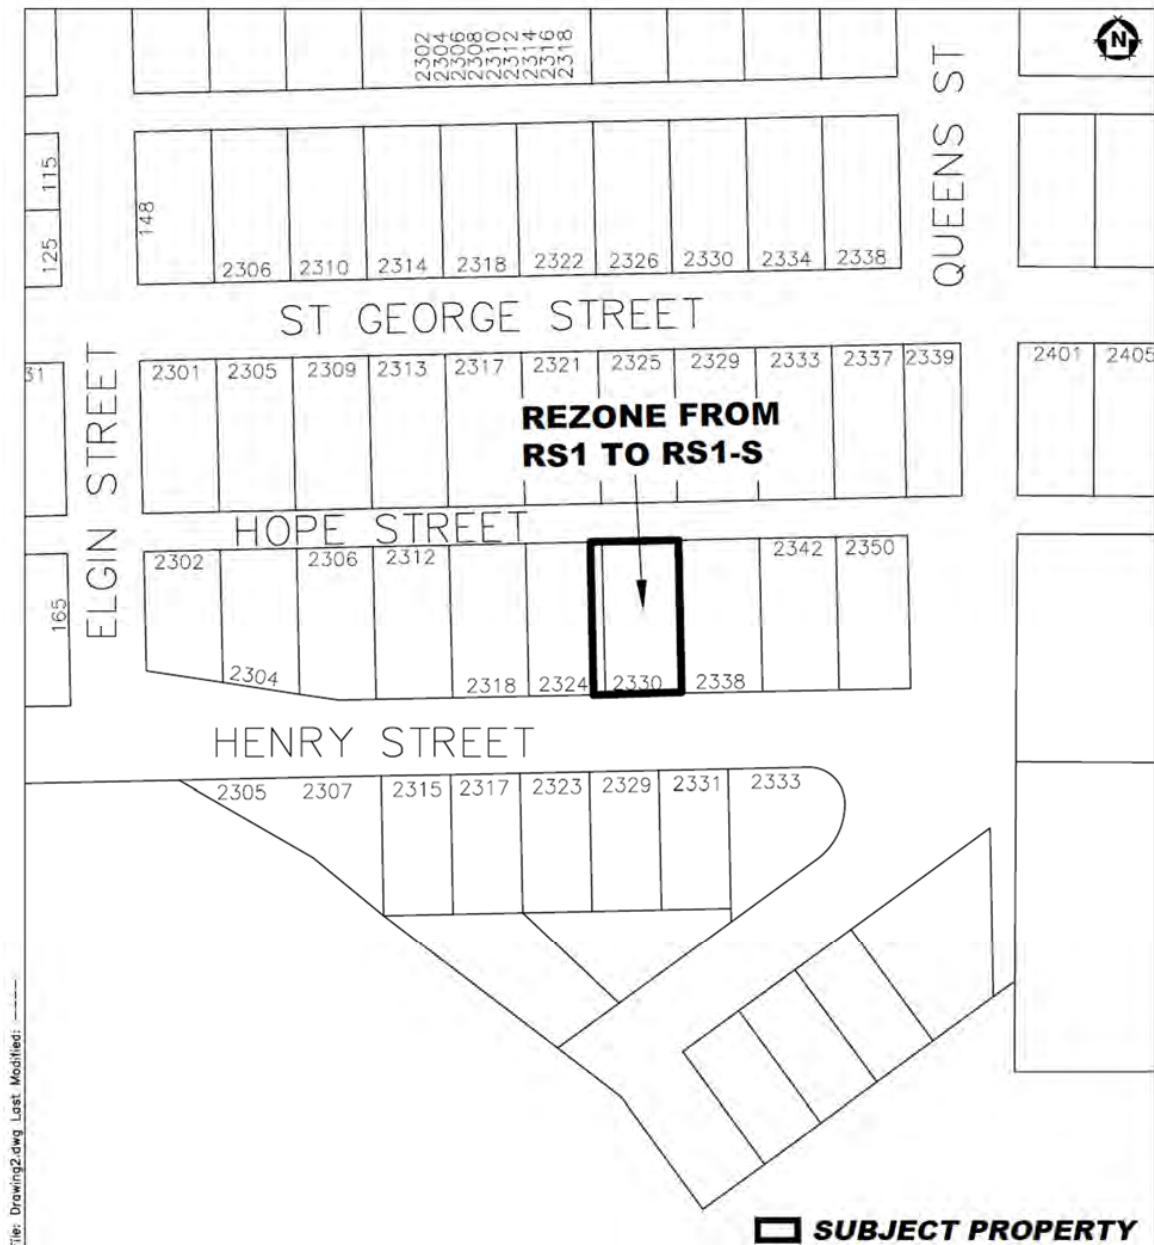 2302
2304
2306
2308
2310
2312
2314
2316
2318
N
QUEENS ST
115
125
148
2306 2310 2314 2318 2322 2326 2330 2334 2338
ST GEORGE STREET
31
2301 2305 2309 2313 2317 2321 2325 2329 2333 2337 2339
2401 2405
ELGIN STREET
REZONE FROM
RS1 TO RS1-S
HOPE STREET
2302 2306 2312 2342 2350
165
2304 2318 2324 2330 2338
HENRY STREET
2305 2307 2315 2317 2323 2329 2331 2333
File: Drawing2.dwg Last Modified: -----
SUBJECT PROPERTY